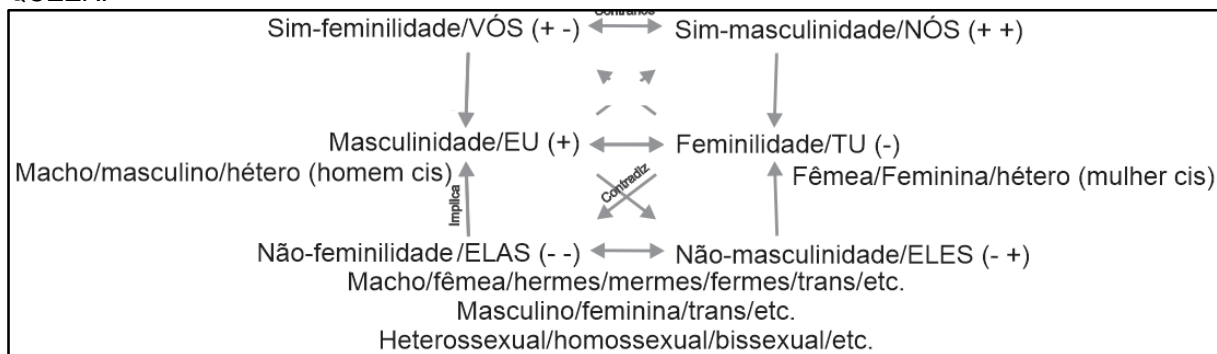 Sim-feminilidade/VÓS (+ -) Contrários Sim-masculinidade/NÓS (+ +)
Masculinidade/EU (+) Feminilidade/TU (-)
Macho/masculino/hétero (homem cis) Fêmea/Feminina/hétero (mulher cis)
Implica
Contradiz
Não-feminilidade/ELAS (- -) Não-masculinidade/ELES (- +)
Macho/fêmea/hermes/mermes/fermes/trans/etc.
Masculino/feminina/trans/etc.
Heterossexual/homossexual/bissexual/etc.